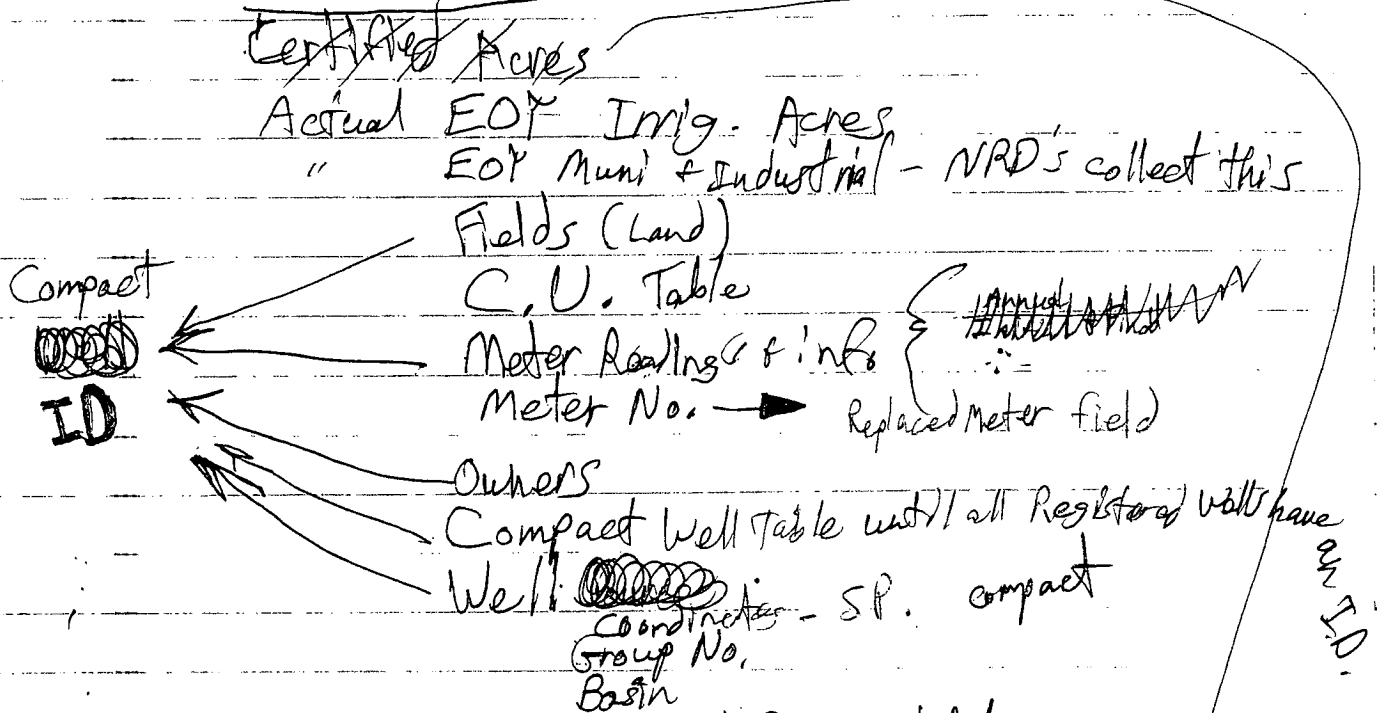 Certified Acres
Actual EOY Irrig. Acres
" EOY Muni & Industrial - NRD's collect this
Fields (Land)
Compact
C.U. Table
Annual
Meter Readings & info
ID
Meter No. → Replaced Meter field
Owners
Compact Well Table until all Registered Wells have an I.D.
Well
Coordinates - SP. compact
Group No.
Basin